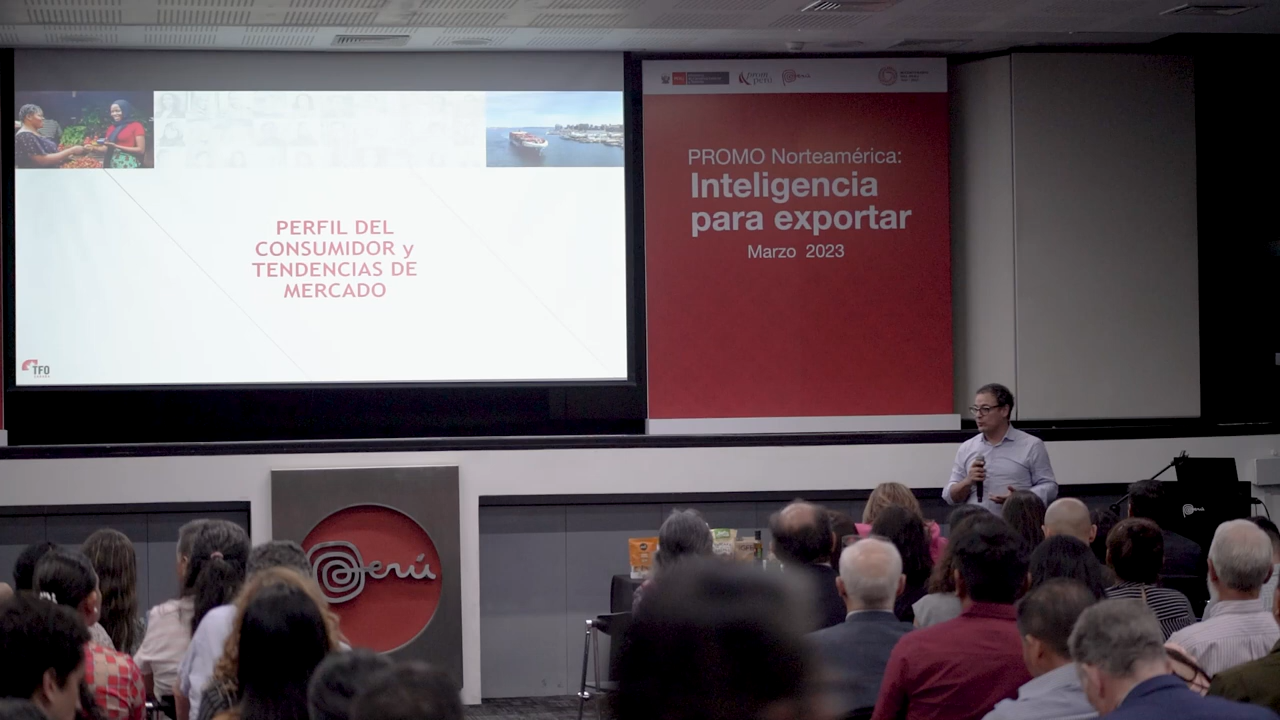 PERFIL DEL
CONSUMIDOR y
TENDENCIAS DE
MERCADO
TFO
PROMO Norteamérica:
Inteligencia
para exportar
Marzo 2023
Perú